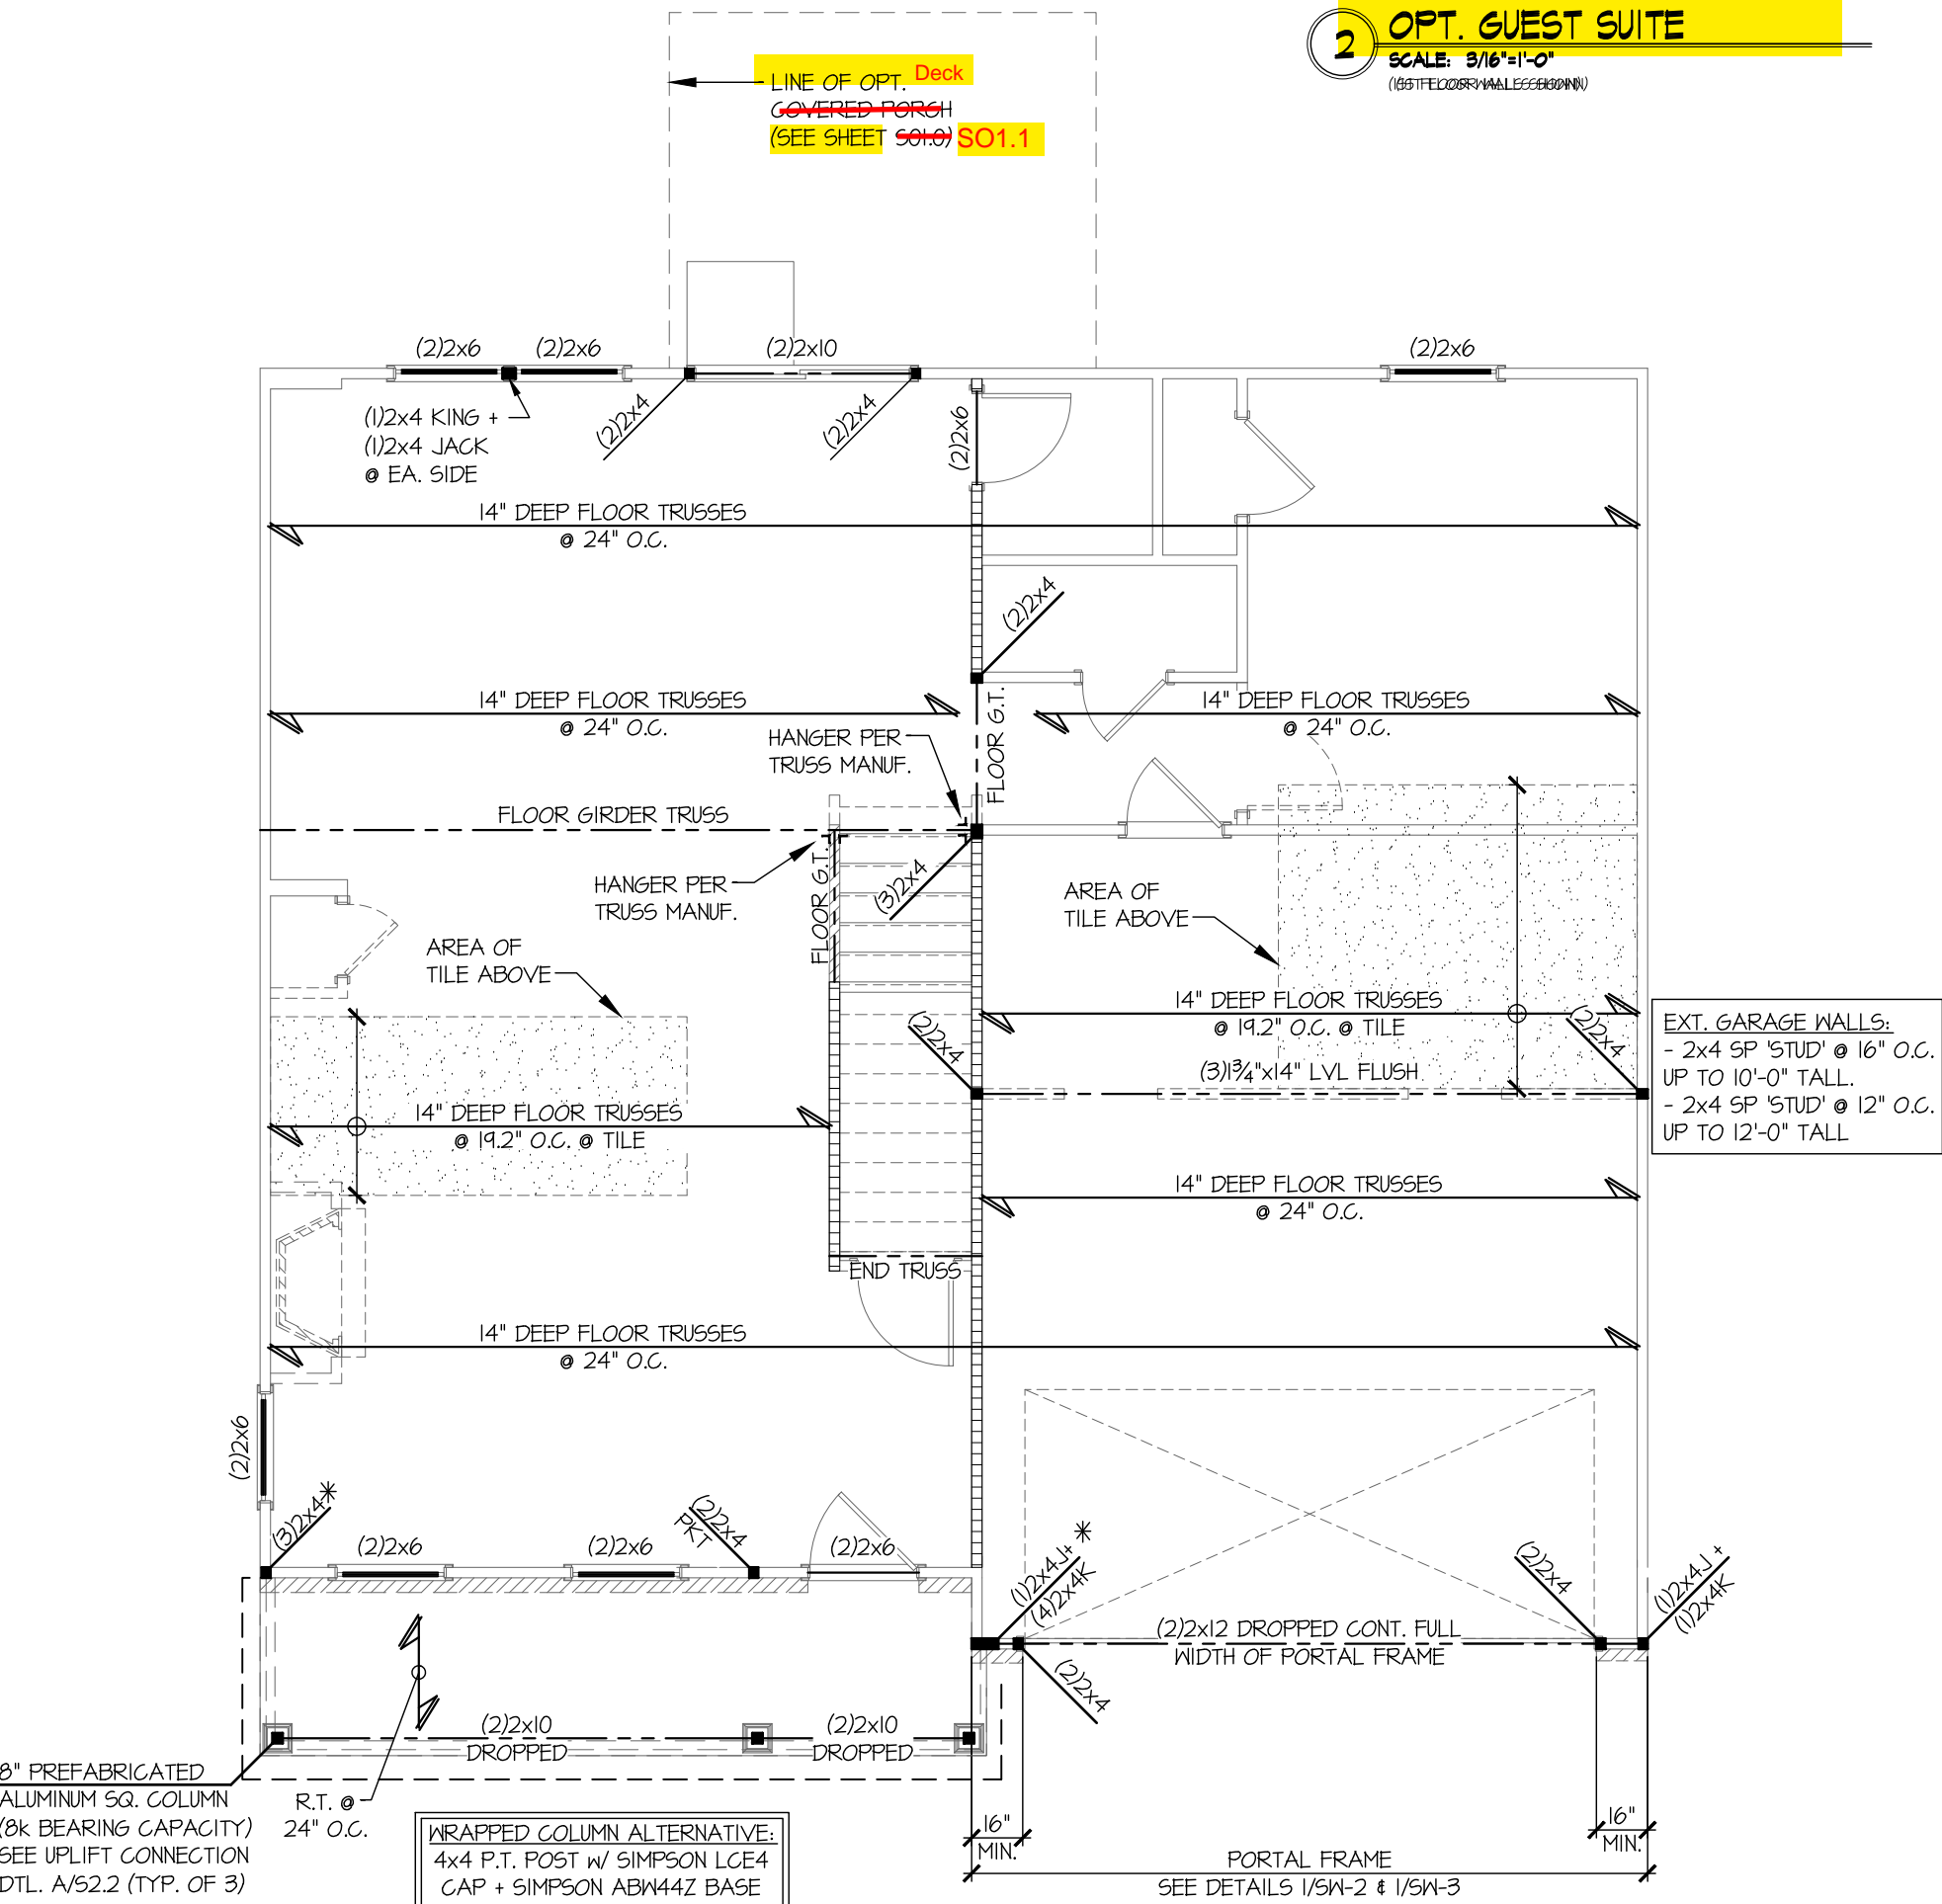 2
OPT. GUEST SUITE
SCALE: 3/16"=1'-0"
LINE OF OPT. Deck
COVERED PORCH
(SEE SHEET SO1.0) SO1.1
(2)2x6
(2)2x6
(2)2x10
(2)2x6
(1)2x4 KING +
(1)2x4 JACK
@ EA. SIDE
(2)2x4
(2)2x4
(2)2x6
14" DEEP FLOOR TRUSSES
@ 24" O.C.
(2)2x4
14" DEEP FLOOR TRUSSES
@ 24" O.C.
14" DEEP FLOOR TRUSSES
@ 24" O.C.
HANGER PER
TRUSS MANUF.
FLOOR G.T.
FLOOR GIRDER TRUSS
HANGER PER
TRUSS MANUF.
FLOOR G.T.
(3)2x4
AREA OF
TILE ABOVE
AREA OF
TILE ABOVE
14" DEEP FLOOR TRUSSES
@ 19.2" O.C. @ TILE
(2)2x4
(2)2x4
(3)1¾"x14" LVL FLUSH
EXT. GARAGE WALLS:
- 2x4 SP 'STUD' @ 16" O.C.
UP TO 10'-0" TALL.
- 2x4 SP 'STUD' @ 12" O.C.
UP TO 12'-0" TALL
14" DEEP FLOOR TRUSSES
@ 19.2" O.C. @ TILE
14" DEEP FLOOR TRUSSES
@ 24" O.C.
END TRUSS
14" DEEP FLOOR TRUSSES
@ 24" O.C.
(2)2x6
(3)2x4*
(2)2x6
(2)2x6
(2)2x4
PKT
(2)2x6
(1)2x4J+ *
(4)2x4K
(2)2x4
(1)2x4J +
(1)2x4K
(2)2x12 DROPPED CONT. FULL
WIDTH OF PORTAL FRAME
(2)2x4
(2)2x10
DROPPED
(2)2x10
DROPPED
8" PREFABRICATED
ALUMINUM SQ. COLUMN
(8k BEARING CAPACITY)
SEE UPLIFT CONNECTION
DTL. A/S2.2 (TYP. OF 3)
R.T. @
24" O.C.
WRAPPED COLUMN ALTERNATIVE:
4x4 P.T. POST w/ SIMPSON LCE4
CAP + SIMPSON ABW44Z BASE
16"
MIN.
16"
MIN.
PORTAL FRAME
SEE DETAILS 1/SW-2 & 1/SW-3